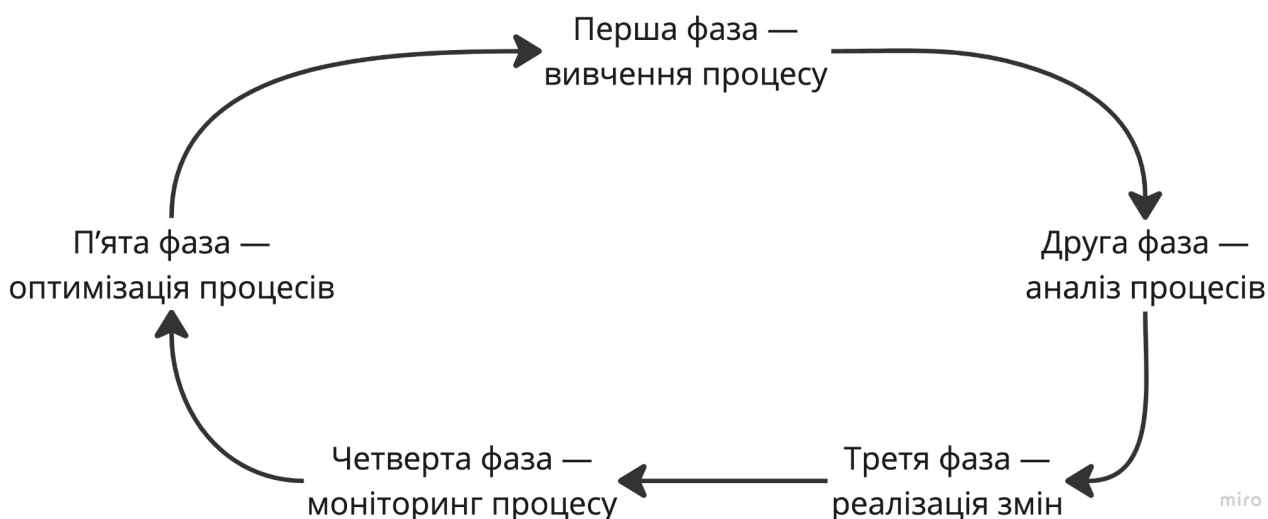 Перша фаза —
вивчення процесу
Друга фаза —
аналіз процесів
Третя фаза —
реалізація змін
Четверта фаза —
моніторинг процесу
П’ята фаза —
оптимізація процесів
miro